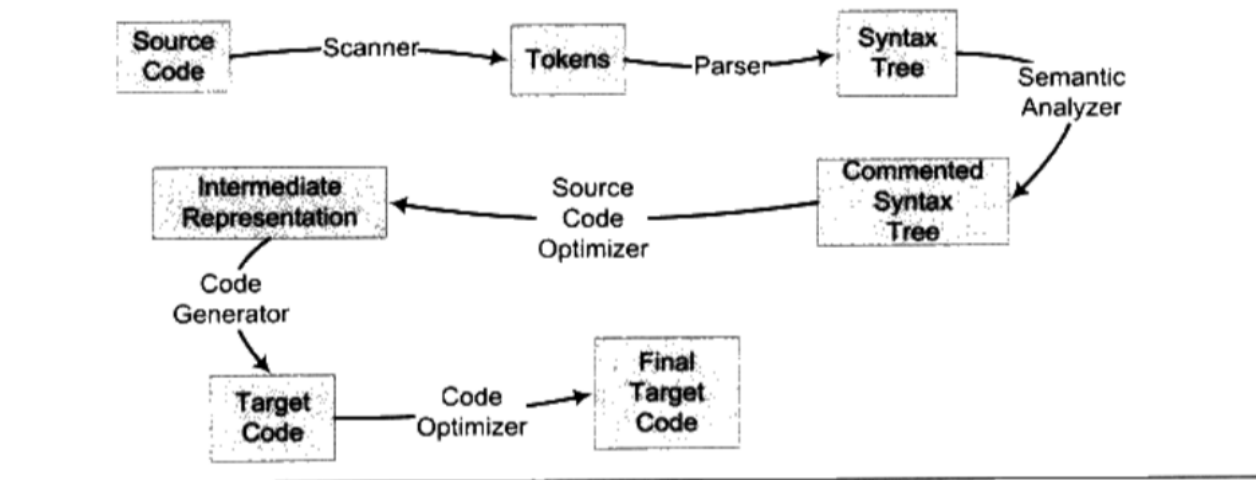 Source
Code
Scanner
Tokens
Parser
Syntax
Tree
Semantic
Analyzer
Commented
Syntax
Tree
Source
Code
Optimizer
Intermediate
Representation
Code
Generator
Target
Code
Code
Optimizer
Final
Target
Code